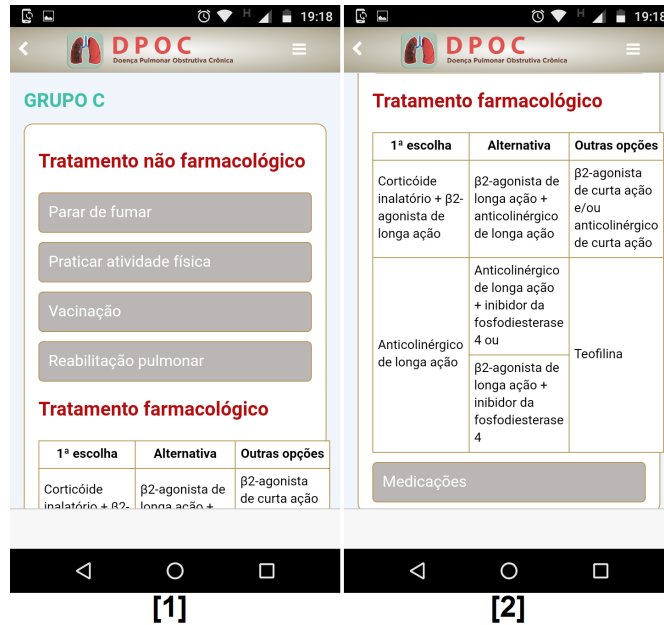 H 19:18
DPOC
Doença Pulmonar Obstrutiva Crônica
GRUPO C
Tratamento não farmacológico
Parar de fumar
Praticar atividade física
Vacinação
Reabilitação pulmonar
Tratamento farmacológico
1ª escolha Alternativa Outras opções
Corticóide
inalatório + β2-
β2-agonista de
longa ação +
β2-agonista
de curta ação
[1]
H 19:18
DPOC
Doença Pulmonar Obstrutiva Crônica
Tratamento farmacológico
1ª escolha Alternativa Outras opções
Corticóide
inalatório + β2-
agonista de
longa ação
β2-agonista de
longa ação +
anticolinérgico
de longa ação
β2-agonista
de curta ação
e/ou
anticolinérgico
de curta ação
Anticolinérgico
de longa ação
Anticolinérgico
de longa ação
+ inibidor da
fosfodiesterase
4 ou
β2-agonista de
longa ação +
inibidor da
fosfodiesterase
4
Teofilina
Medicações
[2]